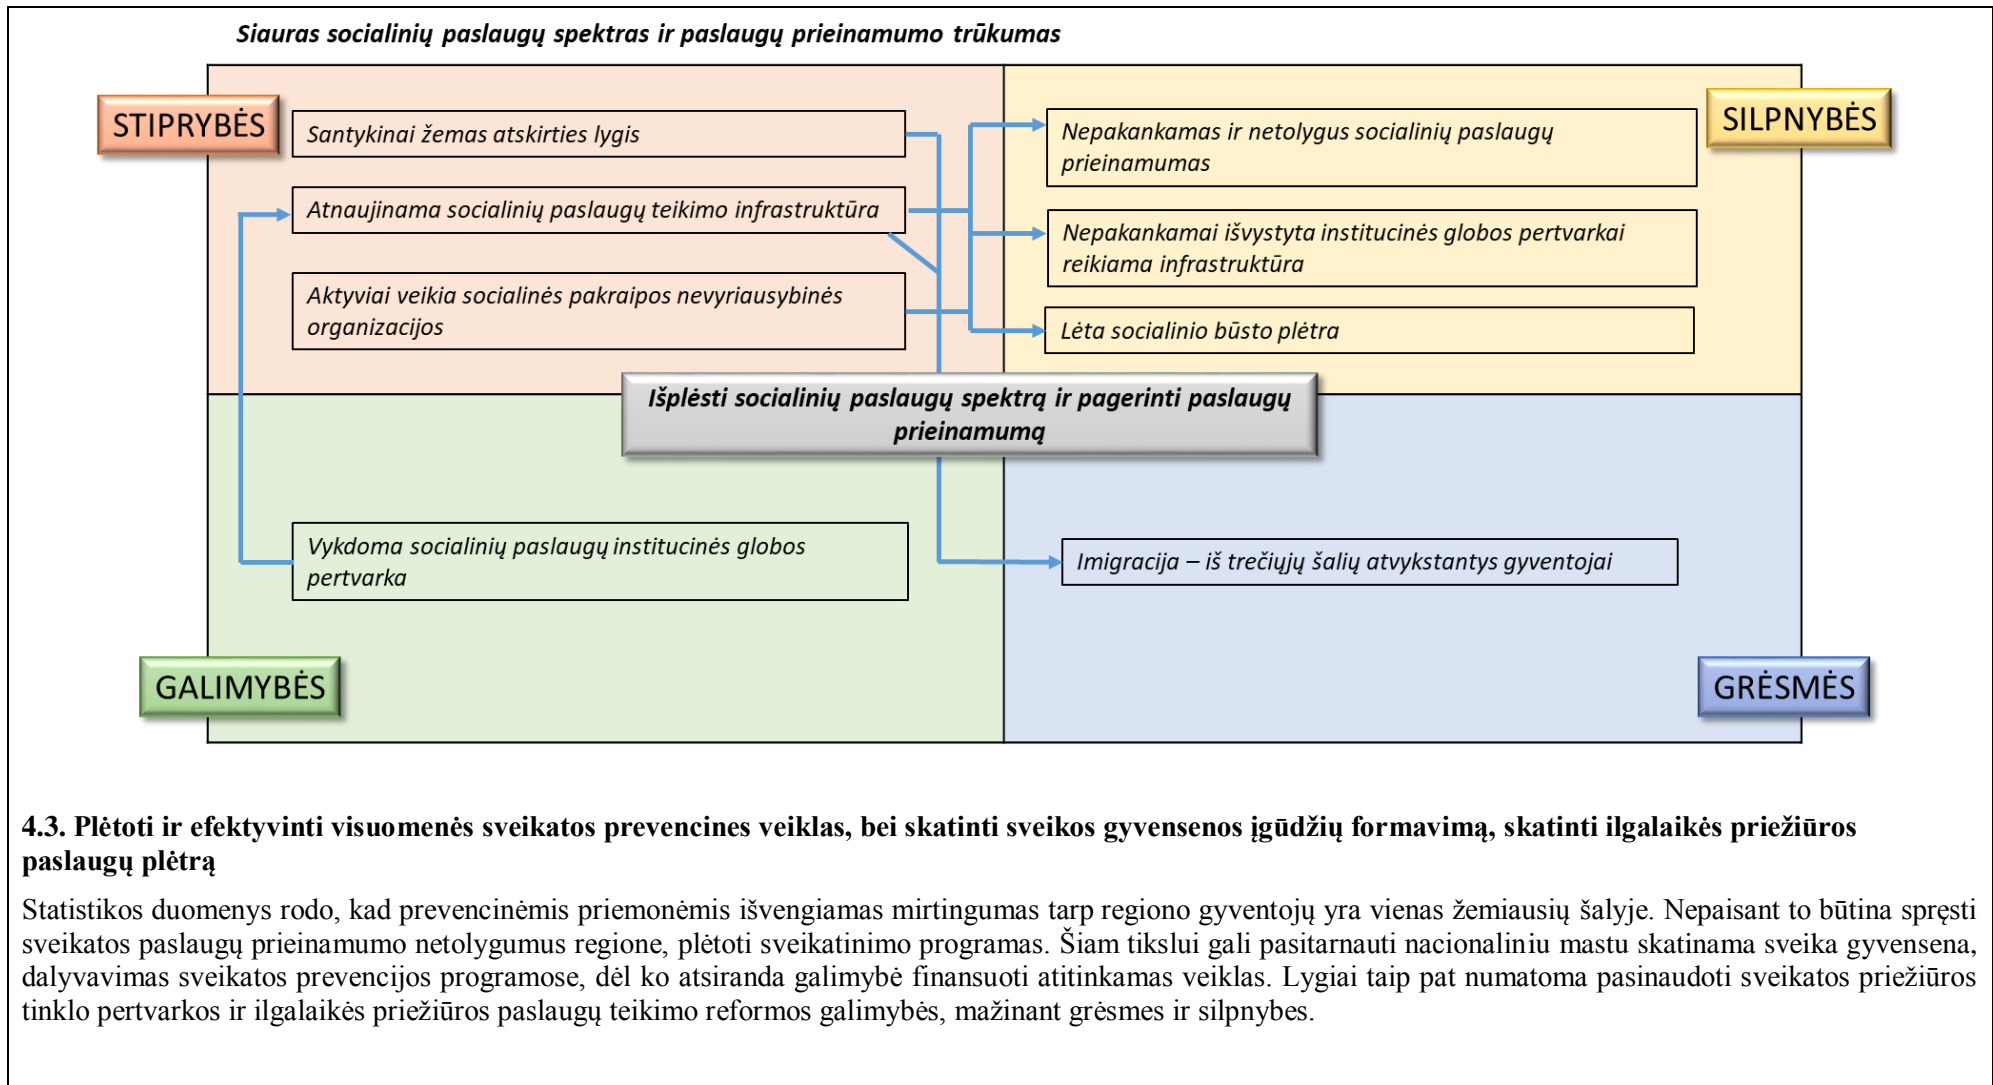 Siauras socialinių paslaugų spektras ir paslaugų prieinamumo trūkumas
STIPRYBĖS
Santykinai žemas atskirties lygis
Atnaujinama socialinių paslaugų teikimo infrastruktūra
Aktyviai veikia socialinės pakraipos nevyriausybinės
organizacijos
SILPNYBĖS
Nepakankamas ir netolygus socialinių paslaugų
prieinamumas
Nepakankamai išvystyta institucinės globos pertvarkai
reikiama infrastruktūra
Lėta socialinio būsto plėtra
Išplėsti socialinių paslaugų spektrą ir pagerinti paslaugų
prieinamumą
Vykdoma socialinių paslaugų institucinės globos
pertvarka
GALIMYBĖS
Imigracija – iš trečiųjų šalių atvykstantys gyventojai
GRĖSMĖS
4.3. Plėtoti ir efektyvinti visuomenės sveikatos prevencines veiklas, bei skatinti sveikos gyvensenos įgūdžių formavimą, skatinti ilgalaikės priežiūros
paslaugų plėtrą
Statistikos duomenys rodo, kad prevencinėmis priemonėmis išvengiamas mirtingumas tarp regiono gyventojų yra vienas žemiausių šalyje. Nepaisant to būtina spręsti
sveikatos paslaugų prieinamumo netolygumus regione, plėtoti sveikatinimo programas. Šiam tikslui gali pasitarnauti nacionaliniu mastu skatinama sveika gyvensena,
dalyvavimas sveikatos prevencijos programose, dėl ko atsiranda galimybė finansuoti atitinkamas veiklas. Lygiai taip pat numatoma pasinaudoti sveikatos priežiūros
tinklo pertvarkos ir ilgalaikės priežiūros paslaugų teikimo reformos galimybės, mažinant grėsmes ir silpnybes.